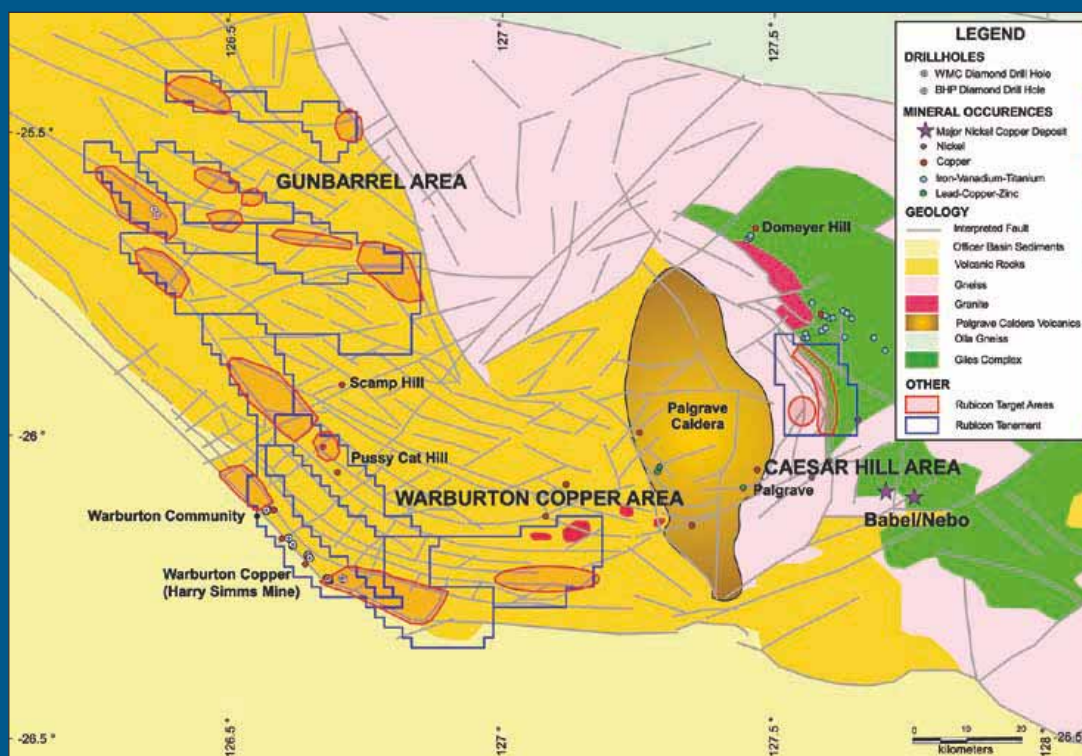 126.5 °
127 °
127.5 °
-25.5 °
-26 °
-26.5 °
GUNBARREL AREA
Domeyer Hill
Scamp Hill
Palgrave
Caldera
Pussy Cat Hill
CAESAR HILL AREA
WARBURTON COPPER AREA
Palgrave
Warburton Community
Babel/Nebo
Warburton Copper
(Harry Simms Mine)
126.5 °
127 °
127.5 °
128 °
-26.5 °
0 10 20
kilometers
LEGEND
DRILLHOLES
WMC Diamond Drill Hole
BHP Diamond Drill Hole
MINERAL OCCURENCES
Major Nickel Copper Deposit
Nickel
Copper
Iron-Vanadium-Titanium
Lead-Copper-Zinc
GEOLOGY
Interpreted Fault
Officer Basin Sediments
Volcanic Rocks
Gneiss
Granite
Palgrave Caldera Volcanics
Olia Gneiss
Giles Complex
OTHER
Rubicon Target Areas
Rubicon Tenement